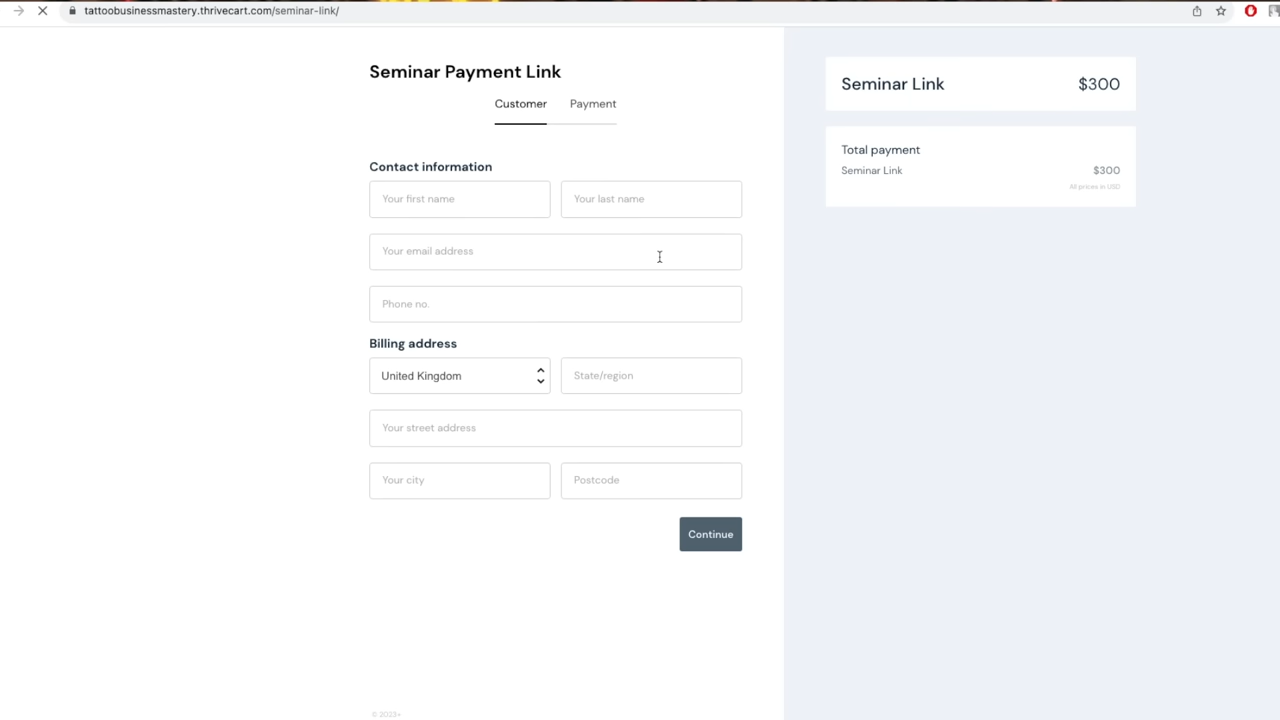 tattoobusinessmastery.thrivecart.com/seminar-link/
Seminar Payment Link
Customer Payment
Contact information
Your first name Your last name
Your email address
Phone no.
Billing address
United Kingdom State/region
Your street address
Your city Postcode
Continue
© 2023+
Seminar Link $300
Total payment
Seminar Link $300
All prices in USD